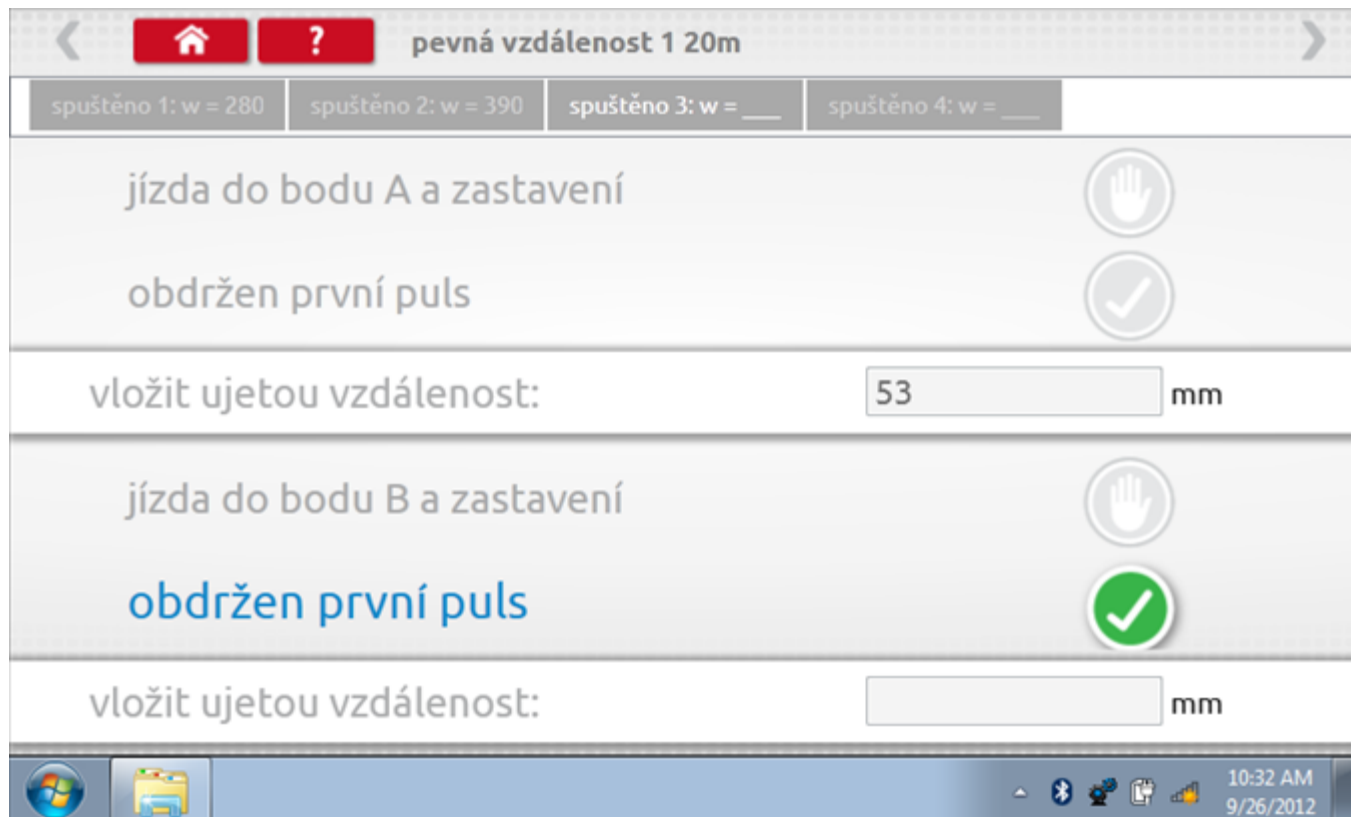 ? pevná vzdálenost 1 20m
spuštěno 1: w = 280 spuštěno 2: w = 390 spuštěno 3: w = ___ spuštěno 4: w = ___
jízda do bodu A a zastavení
obdržen první puls
vložit ujetou vzdálenost: 53 mm
jízda do bodu B a zastavení
obdržen první puls
vložit ujetou vzdálenost: mm
10:32 AM
9/26/2012